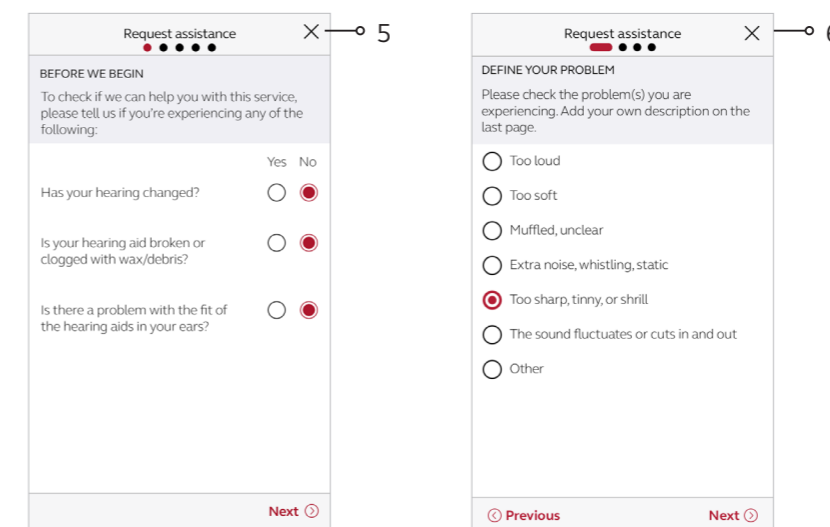 Request assistance
5
BEFORE WE BEGIN
To check if we can help you with this service,
please tell us if you're experiencing any of the
following:
Yes No
Has your hearing changed?
Is your hearing aid broken or
clogged with wax/debris?
Is there a problem with the fit of
the hearing aids in your ears?
Next
Request assistance
6
DEFINE YOUR PROBLEM
Please check the problem(s) you are
experiencing. Add your own description on the
last page.
Too loud
Too soft
Muffled, unclear
Extra noise, whistling, static
Too sharp, tinny, or shrill
The sound fluctuates or cuts in and out
Other
Previous
Next